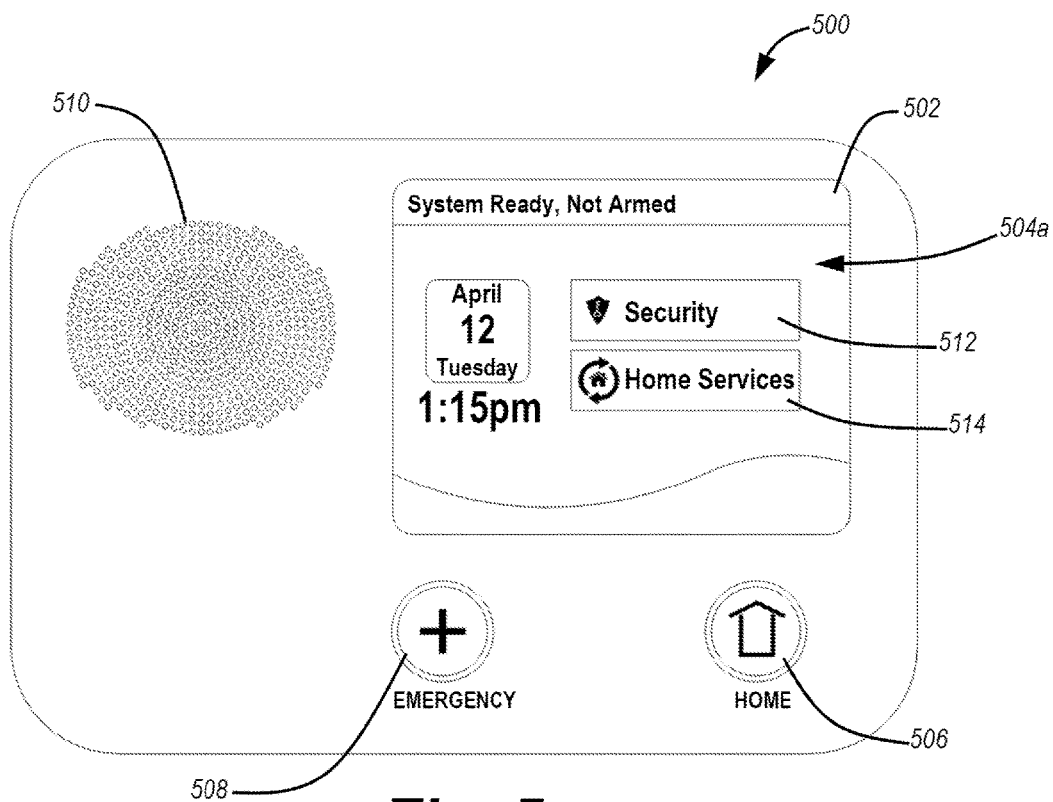 500
510
502
System Ready, Not Armed
504a
April
12
Tuesday
1:15pm
Security
512
Home Services
514
EMERGENCY
HOME
506
508